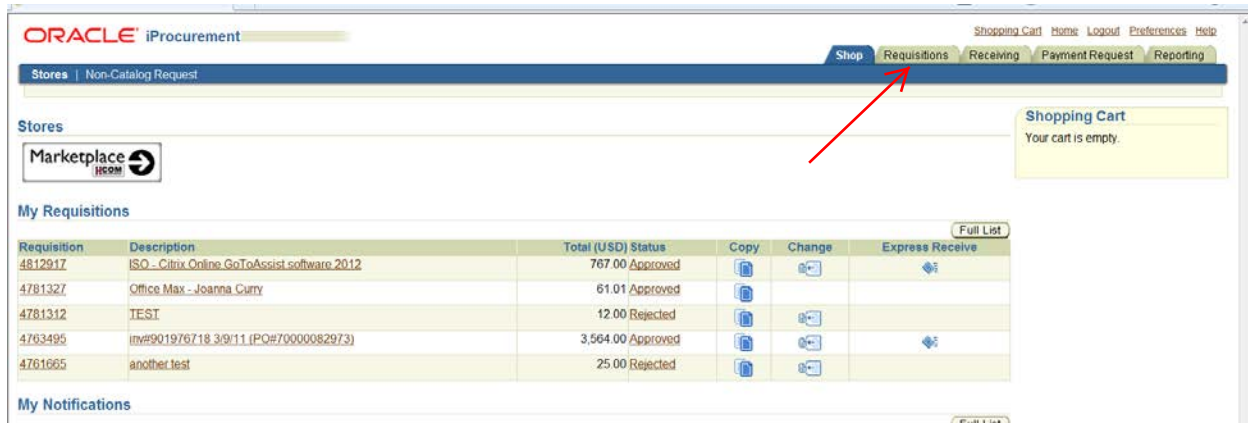 ORACLE iProcurement
Shopping Cart Home Logout Preferences Help
Shop Requisitions Receiving Payment Request Reporting
Stores | Non-Catalog Request
Stores
Marketplace
HCOM
Shopping Cart
Your cart is empty.
My Requisitions
Full List
Requisition Description Total (USD) Status Copy Change Express Receive
4812917 ISO - Citrix Online GoToAssist software 2012 767.00 Approved
4781327 Office Max - Joanna Curry 61.01 Approved
4781312 TEST 12.00 Rejected
4763495 inv#901976718 3/9/11 (PO#70000082973) 3,564.00 Approved
4761665 another test 25.00 Rejected
My Notifications
Full List